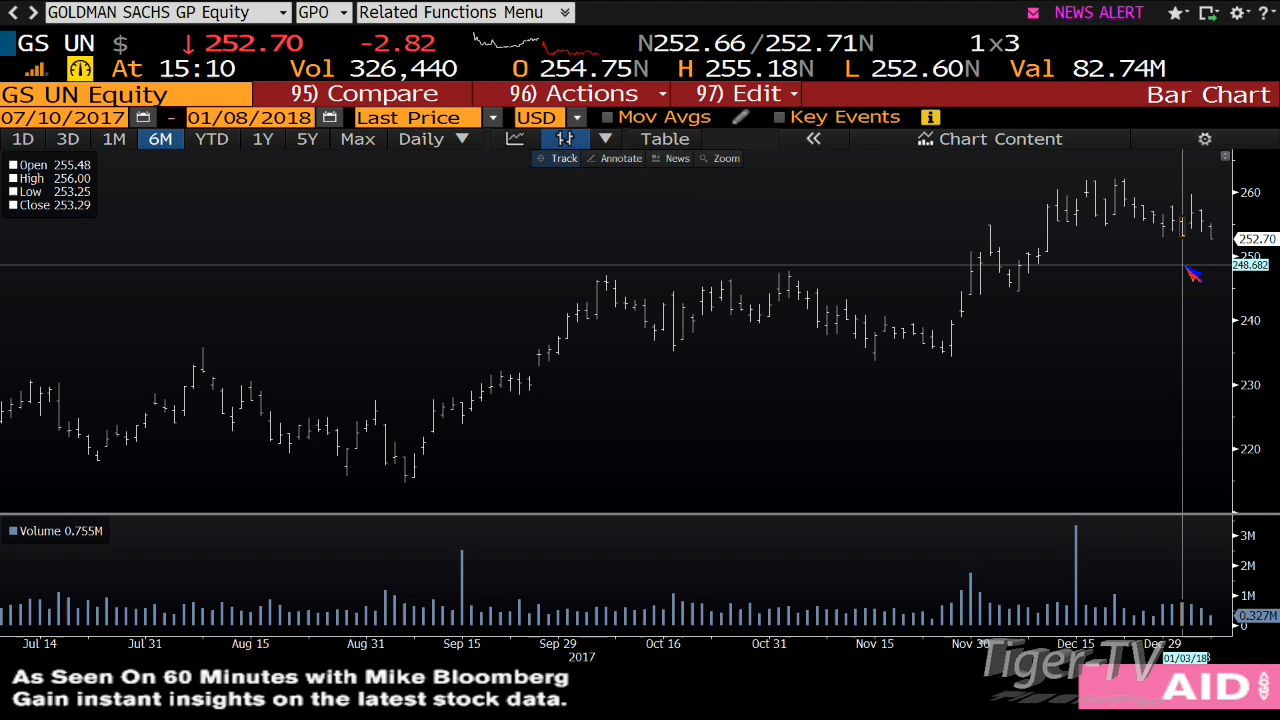 GOLDMAN SACHS GP Equity GPO Related Functions Menu NEWS ALERT ?
GS UN $ ↓ 252.70 -2.82 N252.66 /252.71N 1×3
At 15:10 Vol 326,440 O 254.75N H 255.18N L 252.60N Val 82.74M
GS UN Equity 95) Compare 96) Actions 97) Edit Bar Chart
07/10/2017 - 01/08/2018 Last Price USD Mov Avgs Key Events i
1D 3D 1M 6M YTD 1Y 5Y Max Daily ▼ Table « Chart Content
Track Annotate News Zoom
Open 255.48
High 256.00
Low 253.25
Close 253.29
260
252.70
250
248.682
240
230
220
Volume 0.755M
3M
2M
1M
0.327M
0
Jul 14 Jul 31 Aug 15 Aug 31 Sep 15 Sep 29 Oct 16 Oct 31 Nov 15 Nov 30 Dec 15 Dec 29
2017 01/03/18
Tiger-TV
As Seen On 60 Minutes with Mike Bloomberg
Gain instant insights on the latest stock data.
AID